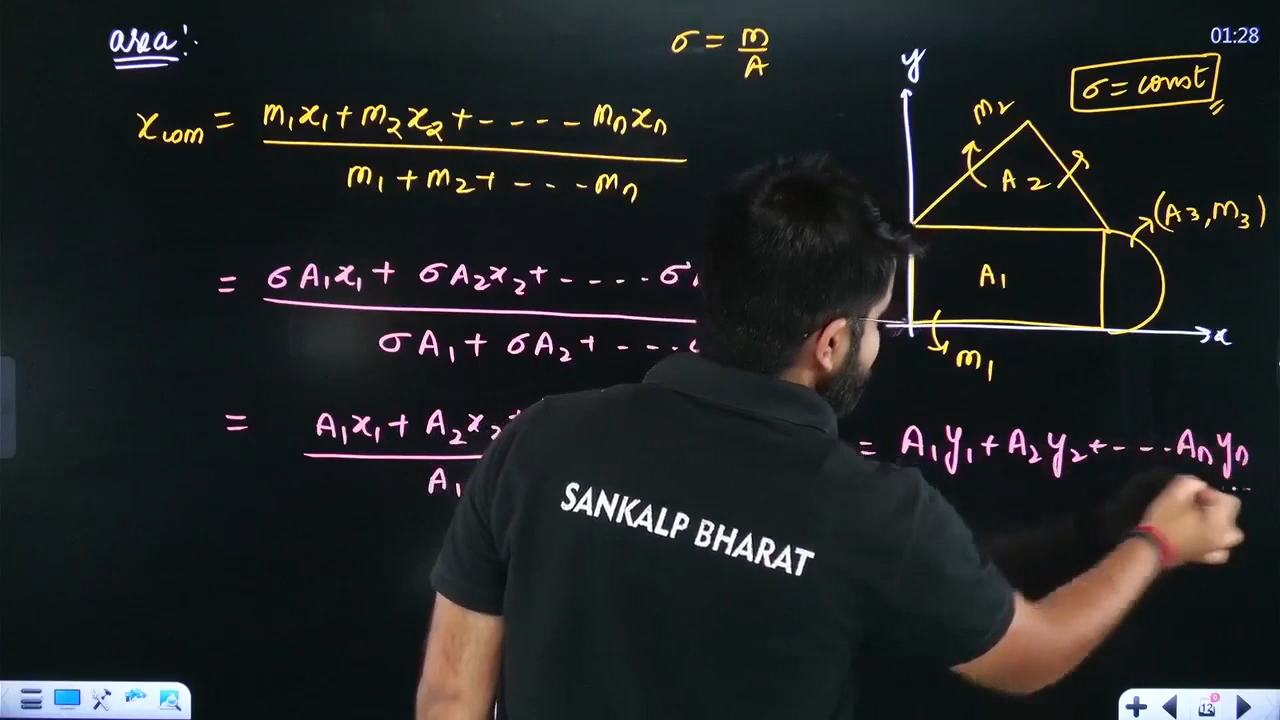 area:
σ = m/A
01:28
y
σ = const
x_com = (m₁x₁ + m₂x₂ + ---- mₙxₙ) / (m₁ + m₂ + --- mₙ)
m₂
A2
(A3, m3)
A₁
= (σA₁x₁ + σA₂x₂ + ---- σ
σA₁ + σA₂ + ---
x
m₁
= A₁x₁ + A₂x₂
A₁
= A₁y₁ + A₂y₂ + --- Aₙyₙ
SANKALP BHARAT
12